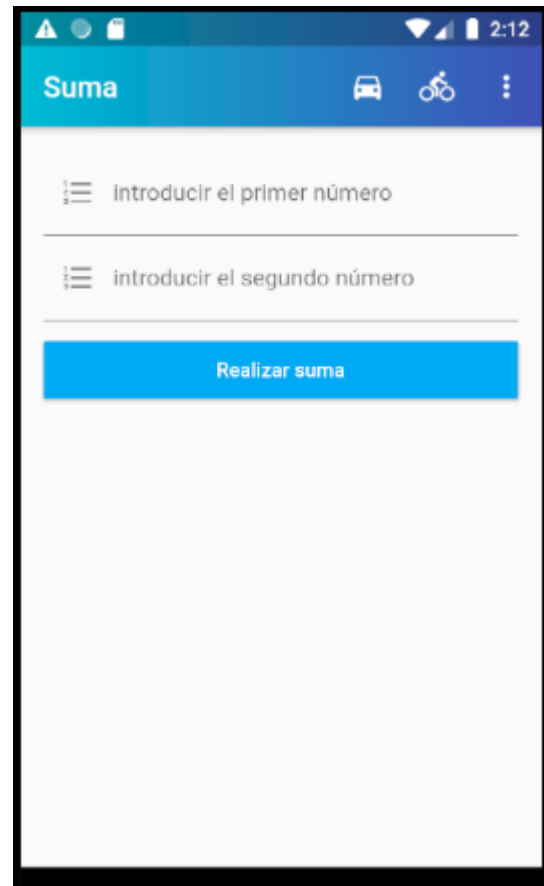 2:12
Suma
introducir el primer número
introducir el segundo número
Realizar suma